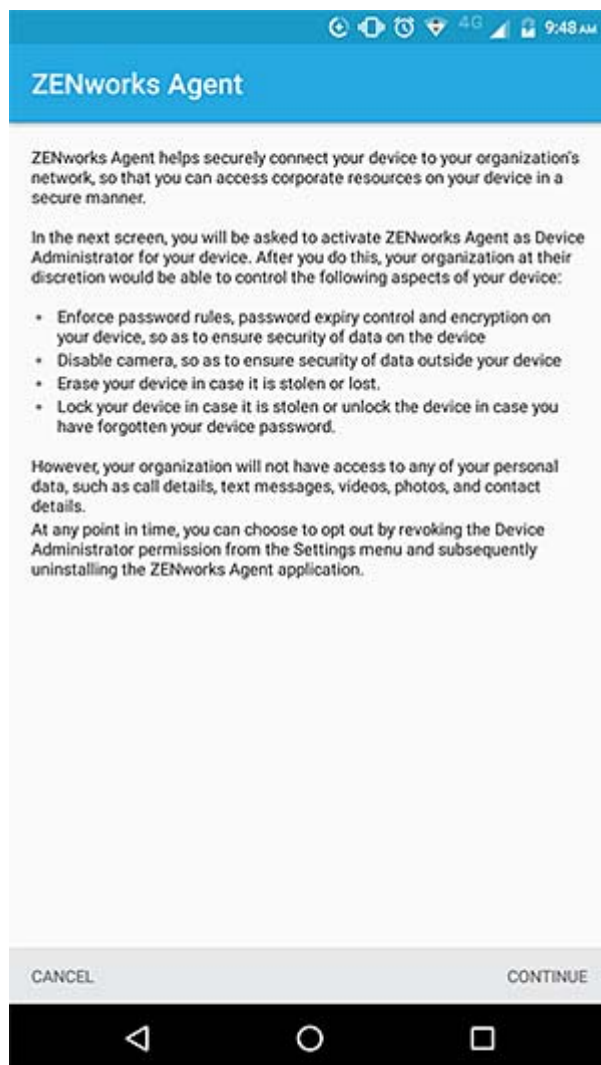 4G 9:48 AM
ZENworks Agent
ZENworks Agent helps securely connect your device to your organization's
network, so that you can access corporate resources on your device in a
secure manner.
In the next screen, you will be asked to activate ZENworks Agent as Device
Administrator for your device. After you do this, your organization at their
discretion would be able to control the following aspects of your device:
• Enforce password rules, password expiry control and encryption on
your device, so as to ensure security of data on the device
• Disable camera, so as to ensure security of data outside your device
• Erase your device in case it is stolen or lost.
• Lock your device in case it is stolen or unlock the device in case you
have forgotten your device password.
However, your organization will not have access to any of your personal
data, such as call details, text messages, videos, photos, and contact
details.
At any point in time, you can choose to opt out by revoking the Device
Administrator permission from the Settings menu and subsequently
uninstalling the ZENworks Agent application.
CANCEL CONTINUE